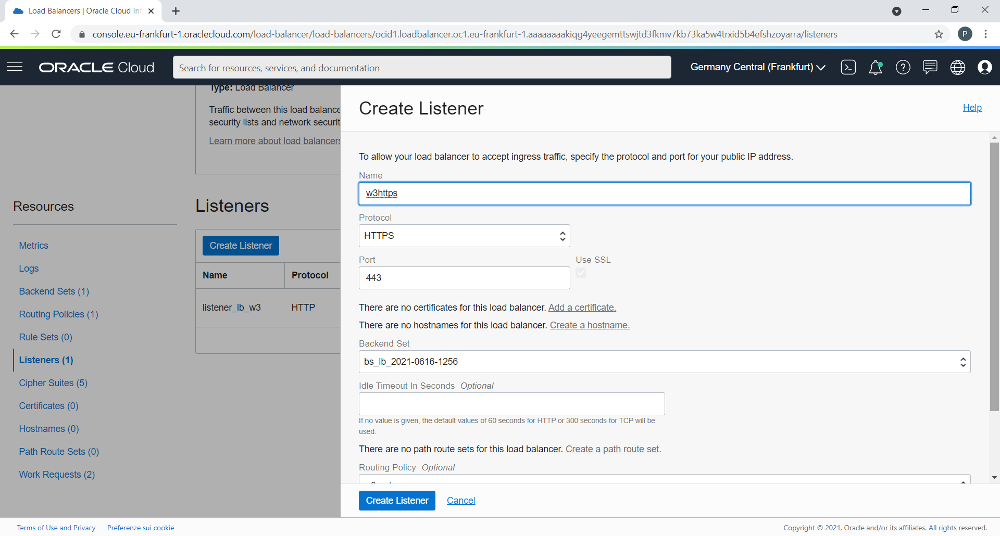 Load Balancers | Oracle Cloud Inf
console.eu-frankfurt-1.oraclecloud.com/load-balancer/load-balancers/ocid1.loadbalancer.oc1.eu-frankfurt-1.aaaaaaaakiqg4yeegemttswjtd3fkmv7kb73ka5w4trxid5b4efshzoyarra/listeners
P
ORACLE Cloud
Search for resources, services, and documentation
Germany Central (Frankfurt)
Type: Load Balancer
Traffic between this load balance
security lists and network securit
Learn more about load balancers
Resources
Metrics
Logs
Backend Sets (1)
Routing Policies (1)
Rule Sets (0)
Listeners (1)
Cipher Suites (5)
Certificates (0)
Hostnames (0)
Path Route Sets (0)
Work Requests (2)
Listeners
Create Listener
Name Protocol
listener_lb_w3 HTTP
Create Listener
Help
To allow your load balancer to accept ingress traffic, specify the protocol and port for your public IP address.
Name
w3https
Protocol
HTTPS
Port Use SSL
443
There are no certificates for this load balancer. Add a certificate.
There are no hostnames for this load balancer. Create a hostname.
Backend Set
bs_lb_2021-0616-1256
Idle Timeout In Seconds Optional
If no value is given, the default values of 60 seconds for HTTP or 300 seconds for TCP will be
used.
There are no path route sets for this load balancer. Create a path route set.
Routing Policy Optional
Create Listener Cancel
Terms of Use and Privacy Preferenze sui cookie
Copyright © 2021, Oracle and/or its affiliates. All rights reserved.